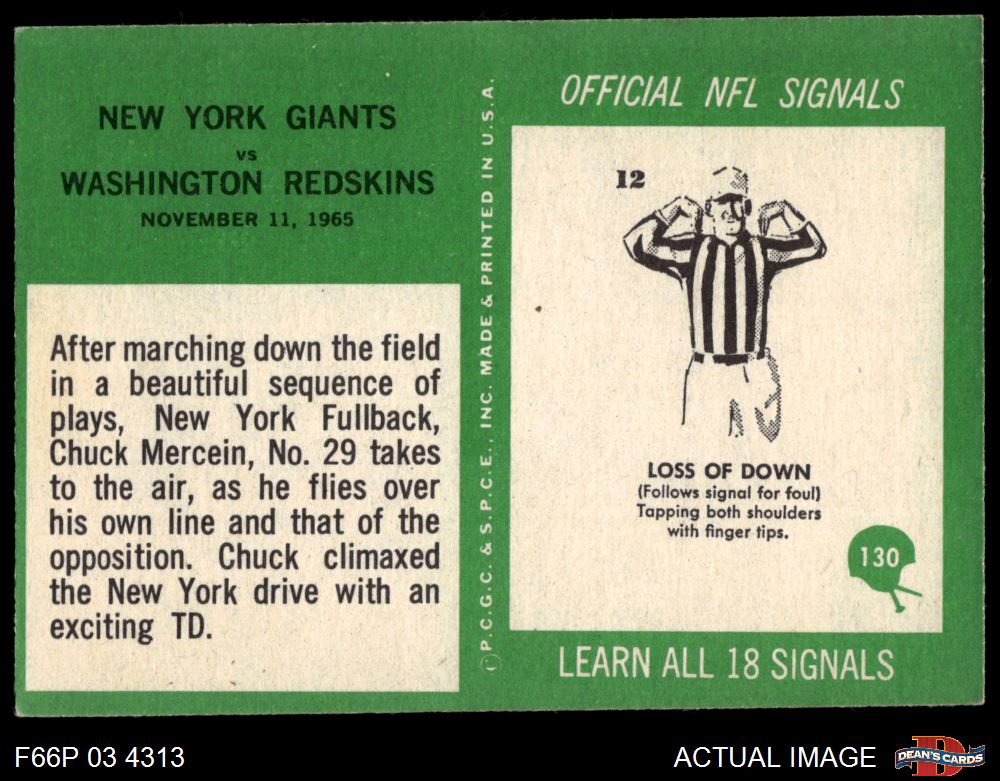 NEW YORK GIANTS
vs
WASHINGTON REDSKINS
NOVEMBER 11, 1965
After marching down the field
in a beautiful sequence of
plays, New York Fullback,
Chuck Mercein, No. 29 takes
to the air, as he flies over
his own line and that of the
opposition. Chuck climaxed
the New York drive with an
exciting TD.
© P.C.G.C. & S.P.C.E., INC. MADE & PRINTED IN U.S.A.
OFFICIAL NFL SIGNALS
12
LOSS OF DOWN
(Follows signal for foul)
Tapping both shoulders
with finger tips.
130
LEARN ALL 18 SIGNALS
F66P 03 4313
ACTUAL IMAGE
D
DEAN'S CARDS